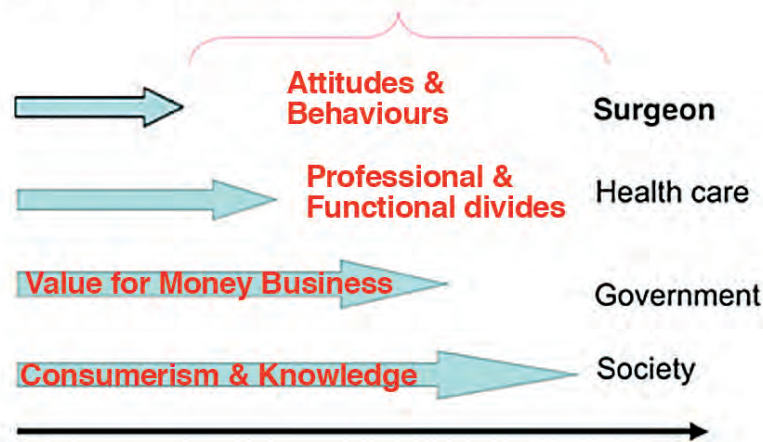 Attitudes &
Behaviours
Surgeon
Professional &
Functional divides
Health care
Value for Money Business
Government
Consumerism & Knowledge
Society